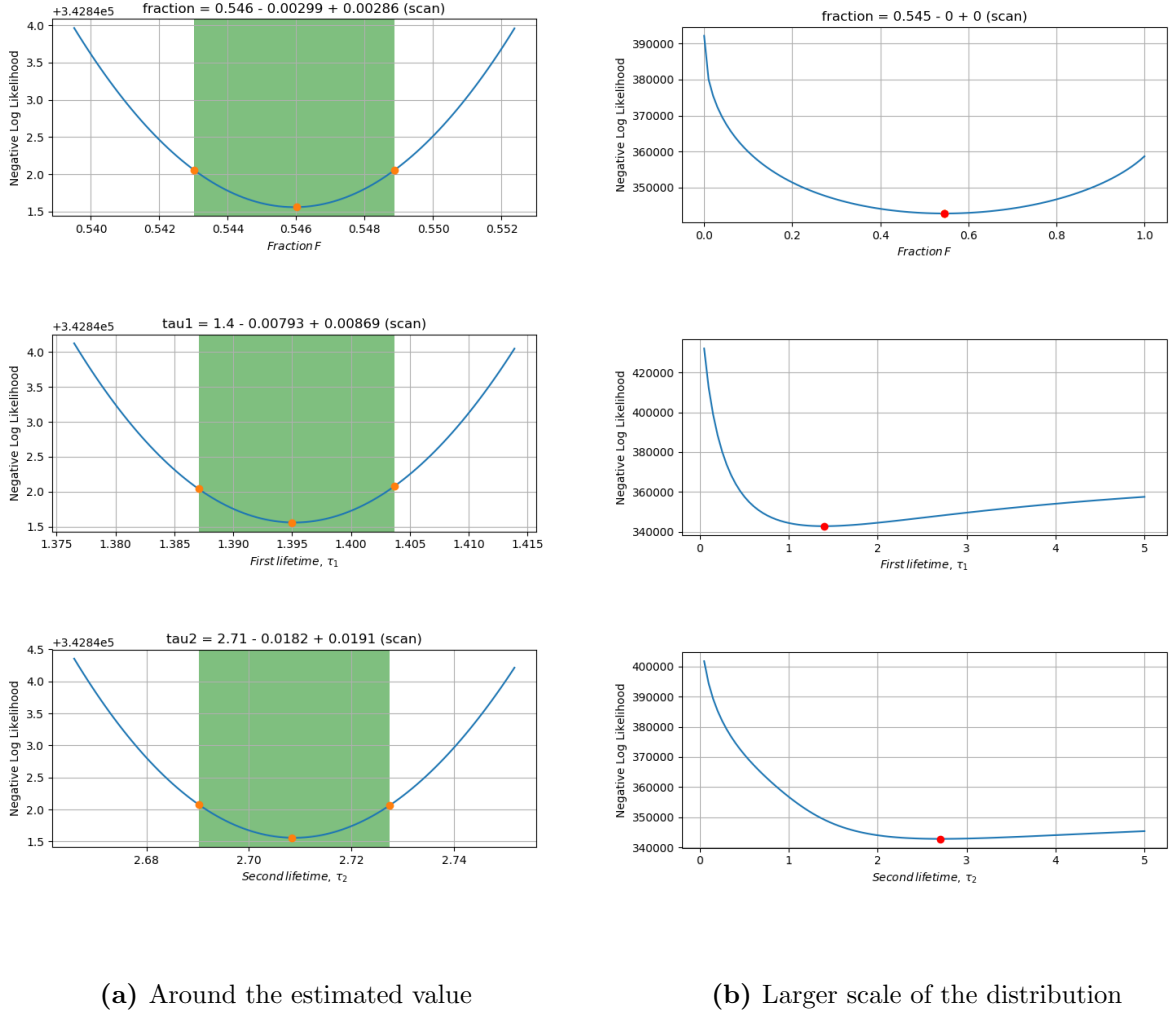 fraction = 0.546 - 0.00299 + 0.00286 (scan)
+3.4284e5
4.0
3.5
3.0
2.5
2.0
1.5
Negative Log Likelihood
0.540 0.542 0.544 0.546 0.548 0.550 0.552
Fraction F
fraction = 0.545 - 0 + 0 (scan)
390000
380000
370000
360000
350000
Negative Log Likelihood
0.0 0.2 0.4 0.6 0.8 1.0
Fraction F
tau1 = 1.4 - 0.00793 + 0.00869 (scan)
+3.4284e5
4.0
3.5
3.0
2.5
2.0
1.5
Negative Log Likelihood
1.375 1.380 1.385 1.390 1.395 1.400 1.405 1.410 1.415
First lifetime, τ1
420000
400000
380000
360000
340000
Negative Log Likelihood
0 1 2 3 4 5
First lifetime, τ1
tau2 = 2.71 - 0.0182 + 0.0191 (scan)
+3.4284e5
4.5
4.0
3.5
3.0
2.5
2.0
1.5
Negative Log Likelihood
2.68 2.70 2.72 2.74
Second lifetime, τ2
400000
390000
380000
370000
360000
350000
340000
Negative Log Likelihood
0 1 2 3 4 5
Second lifetime, τ2
(a) Around the estimated value
(b) Larger scale of the distribution